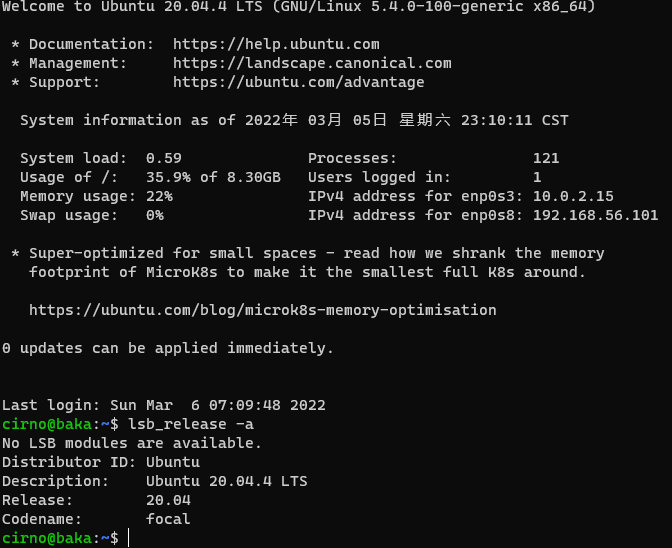 Welcome to Ubuntu 20.04.4 LTS (GNU/Linux 5.4.0-100-generic x86_64)
* Documentation:  https://help.ubuntu.com
* Management:     https://landscape.canonical.com
* Support:        https://ubuntu.com/advantage
System information as of 2022年 03月 05日 星期六 23:10:11 CST
System load:  0.59               Processes:               121
Usage of /:   35.9% of 8.30GB   Users logged in:         1
Memory usage: 22%                IPv4 address for enp0s3: 10.0.2.15
Swap usage:   0%                 IPv4 address for enp0s8: 192.168.56.101
* Super-optimized for small spaces - read how we shrank the memory
footprint of MicroK8s to make it the smallest full K8s around.
https://ubuntu.com/blog/microk8s-memory-optimisation
0 updates can be applied immediately.
Last login: Sun Mar  6 07:09:48 2022
cirno@baka:~$ lsb_release -a
No LSB modules are available.
Distributor ID: Ubuntu
Description:    Ubuntu 20.04.4 LTS
Release:        20.04
Codename:       focal
cirno@baka:~$